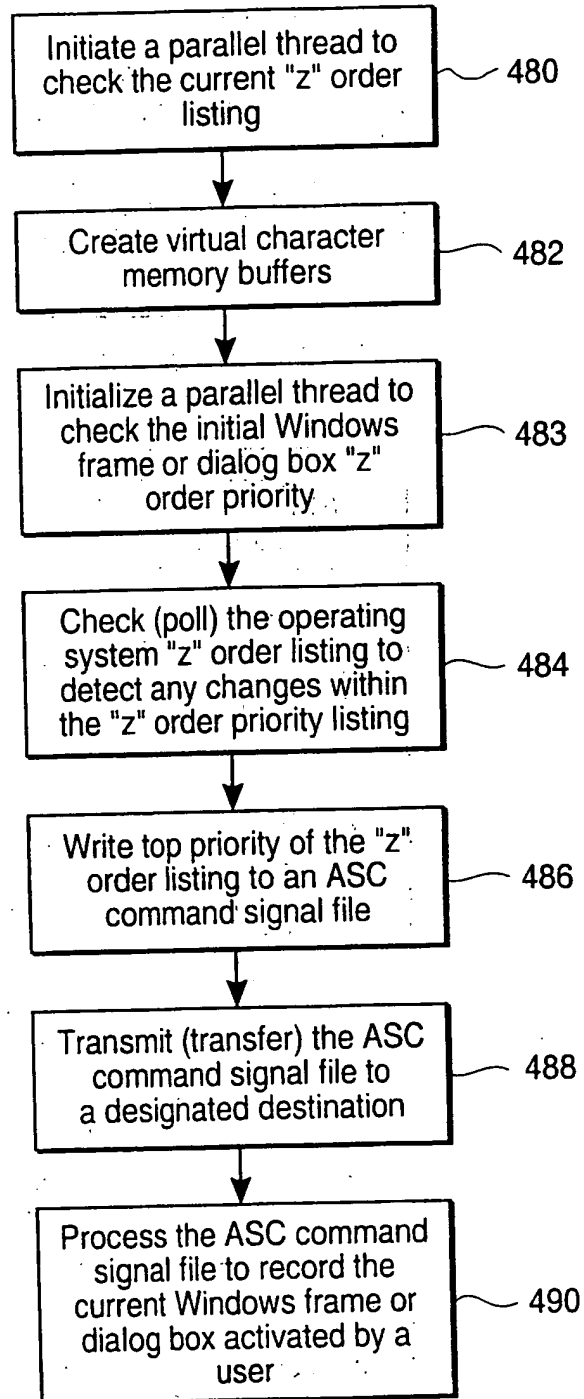 Initiate a parallel thread to
check the current "z" order
listing
480
Create virtual character
memory buffers
482
Initialize a parallel thread to
check the initial Windows
frame or dialog box "z"
order priority
483
Check (poll) the operating
system "z" order listing to
detect any changes within
the "z" order priority listing
484
Write top priority of the "z"
order listing to an ASC
command signal file
486
Transmit (transfer) the ASC
command signal file to
a designated destination
488
Process the ASC command
signal file to record the
current Windows frame or
dialog box activated by a
user
490